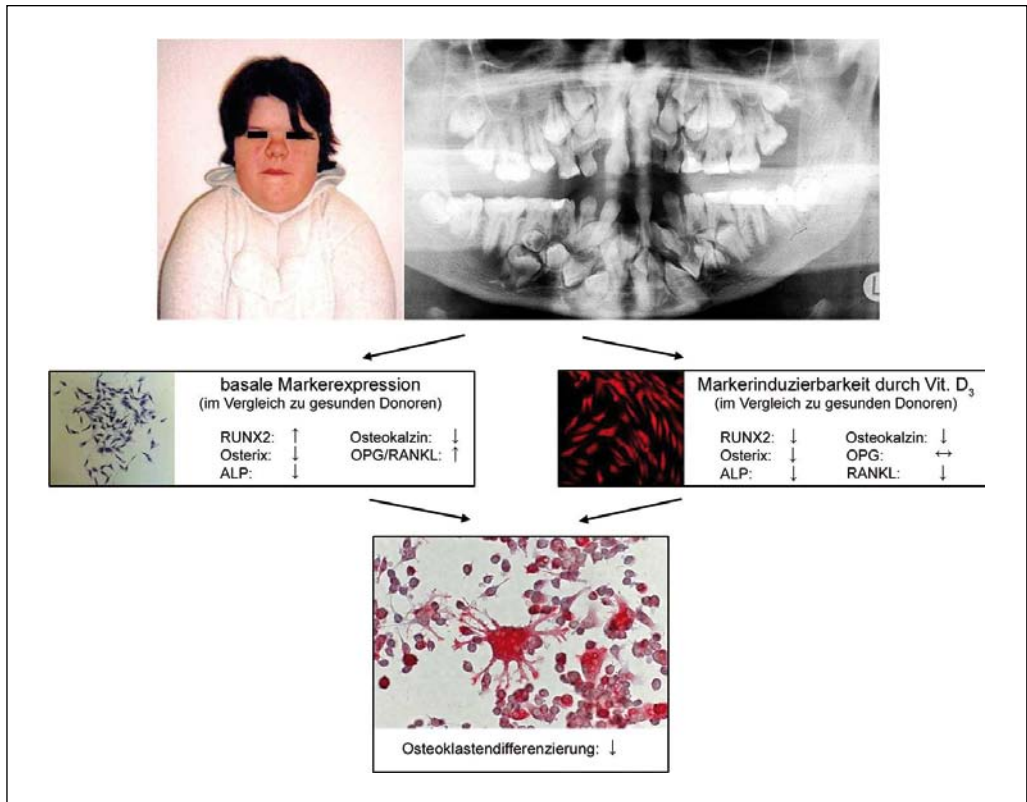 L
basale Markerexpression
(im Vergleich zu gesunden Donoren)
RUNX2: ↑ Osteokalzin: ↓
Osterix: ↓ OPG/RANKL: ↑
ALP: ↓
Markerinduzierbarkeit durch Vit. D3
(im Vergleich zu gesunden Donoren)
RUNX2: ↓ Osteokalzin: ↓
Osterix: ↓ OPG: ↔
ALP: ↓ RANKL: ↓
Osteoklastendifferenzierung: ↓